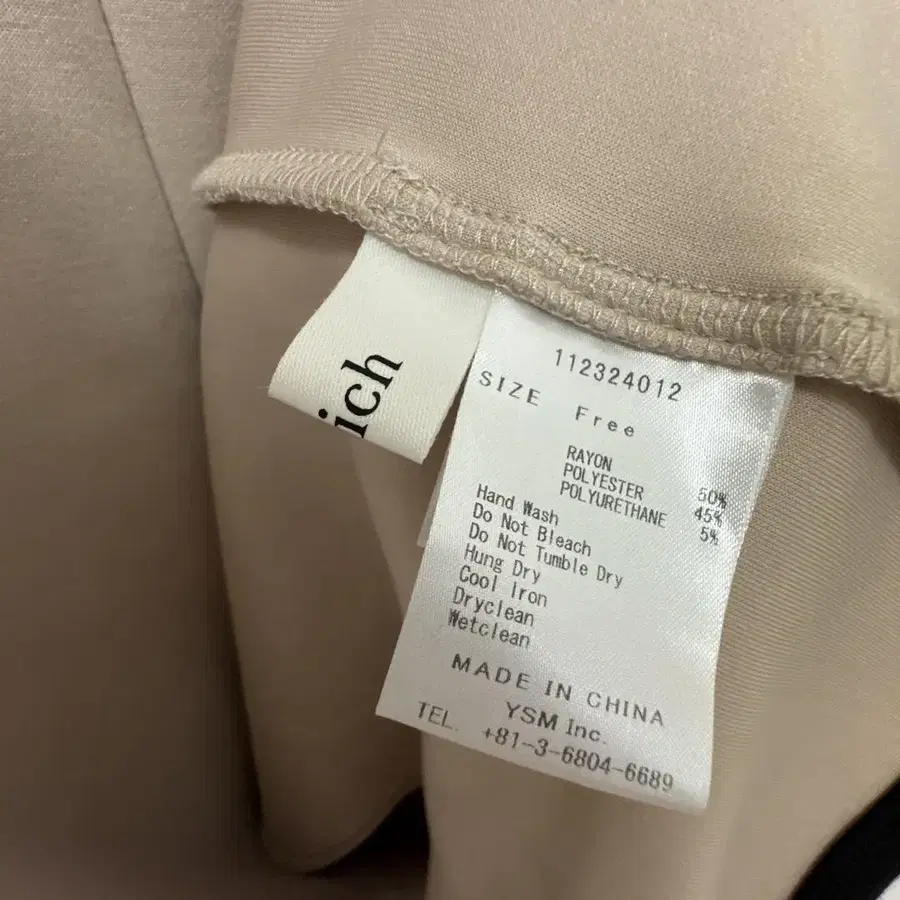 ich
112324012
SIZE Free
RAYON 50%
POLYESTER 45%
POLYURETHANE 5%
Hand Wash
Do Not Bleach
Do Not Tumble Dry
Hung Dry
Cool Iron
Dryclean
Wetclean
MADE IN CHINA
YSM Inc.
TEL. +81-3-6804-6689